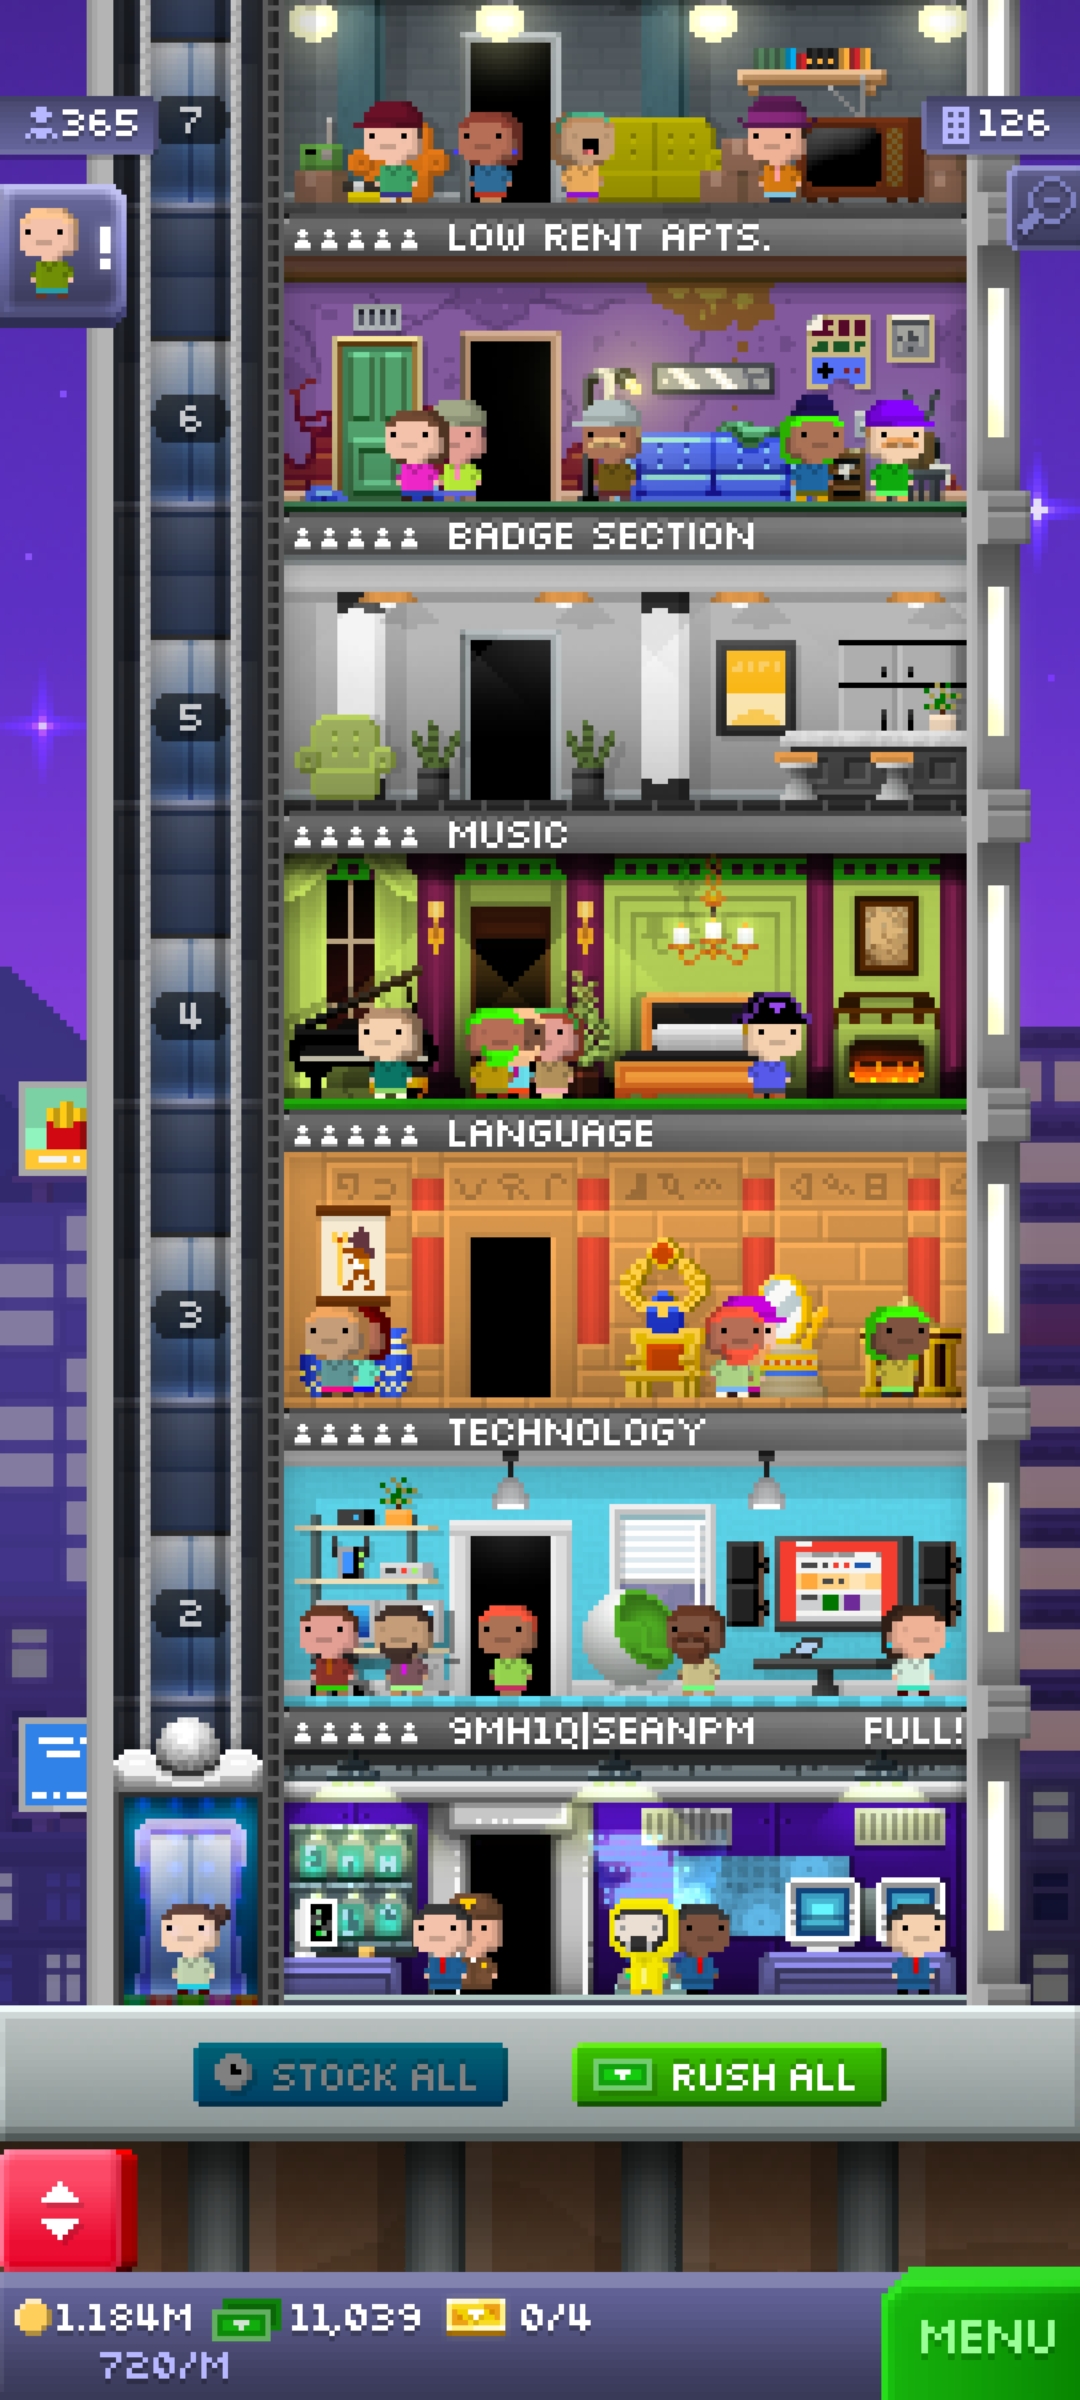 7
365
126
!
LOW RENT APTS.
6
BADGE SECTION
5
MUSIC
4
LANGUAGE
3
TECHNOLOGY
2
9MH1Q|SEANPM FULL!
STOCK ALL
RUSH ALL
1.184M 11,039 0/4
720/M
MENU